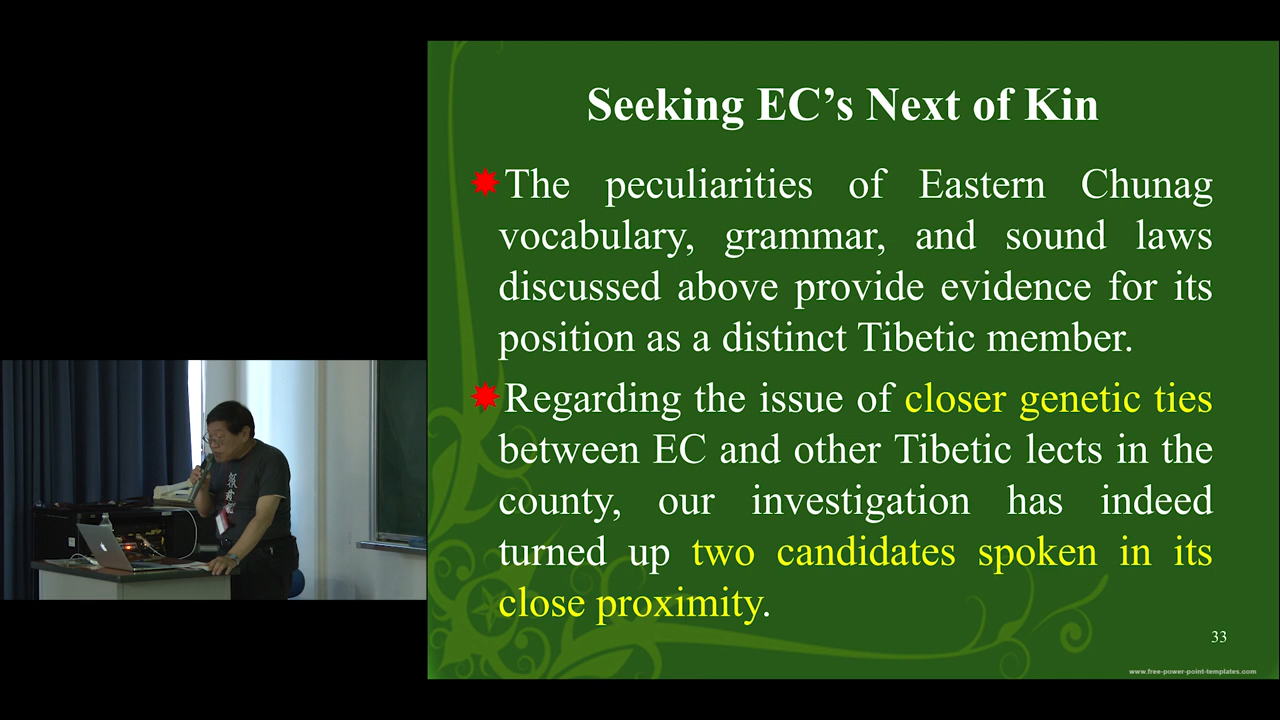 Seeking EC’s Next of Kin
The peculiarities of Eastern Chunag
vocabulary, grammar, and sound laws
discussed above provide evidence for its
position as a distinct Tibetic member.
Regarding the issue of closer genetic ties
between EC and other Tibetic lects in the
county, our investigation has indeed
turned up two candidates spoken in its
close proximity.
33
www.free-power-point-templates.com